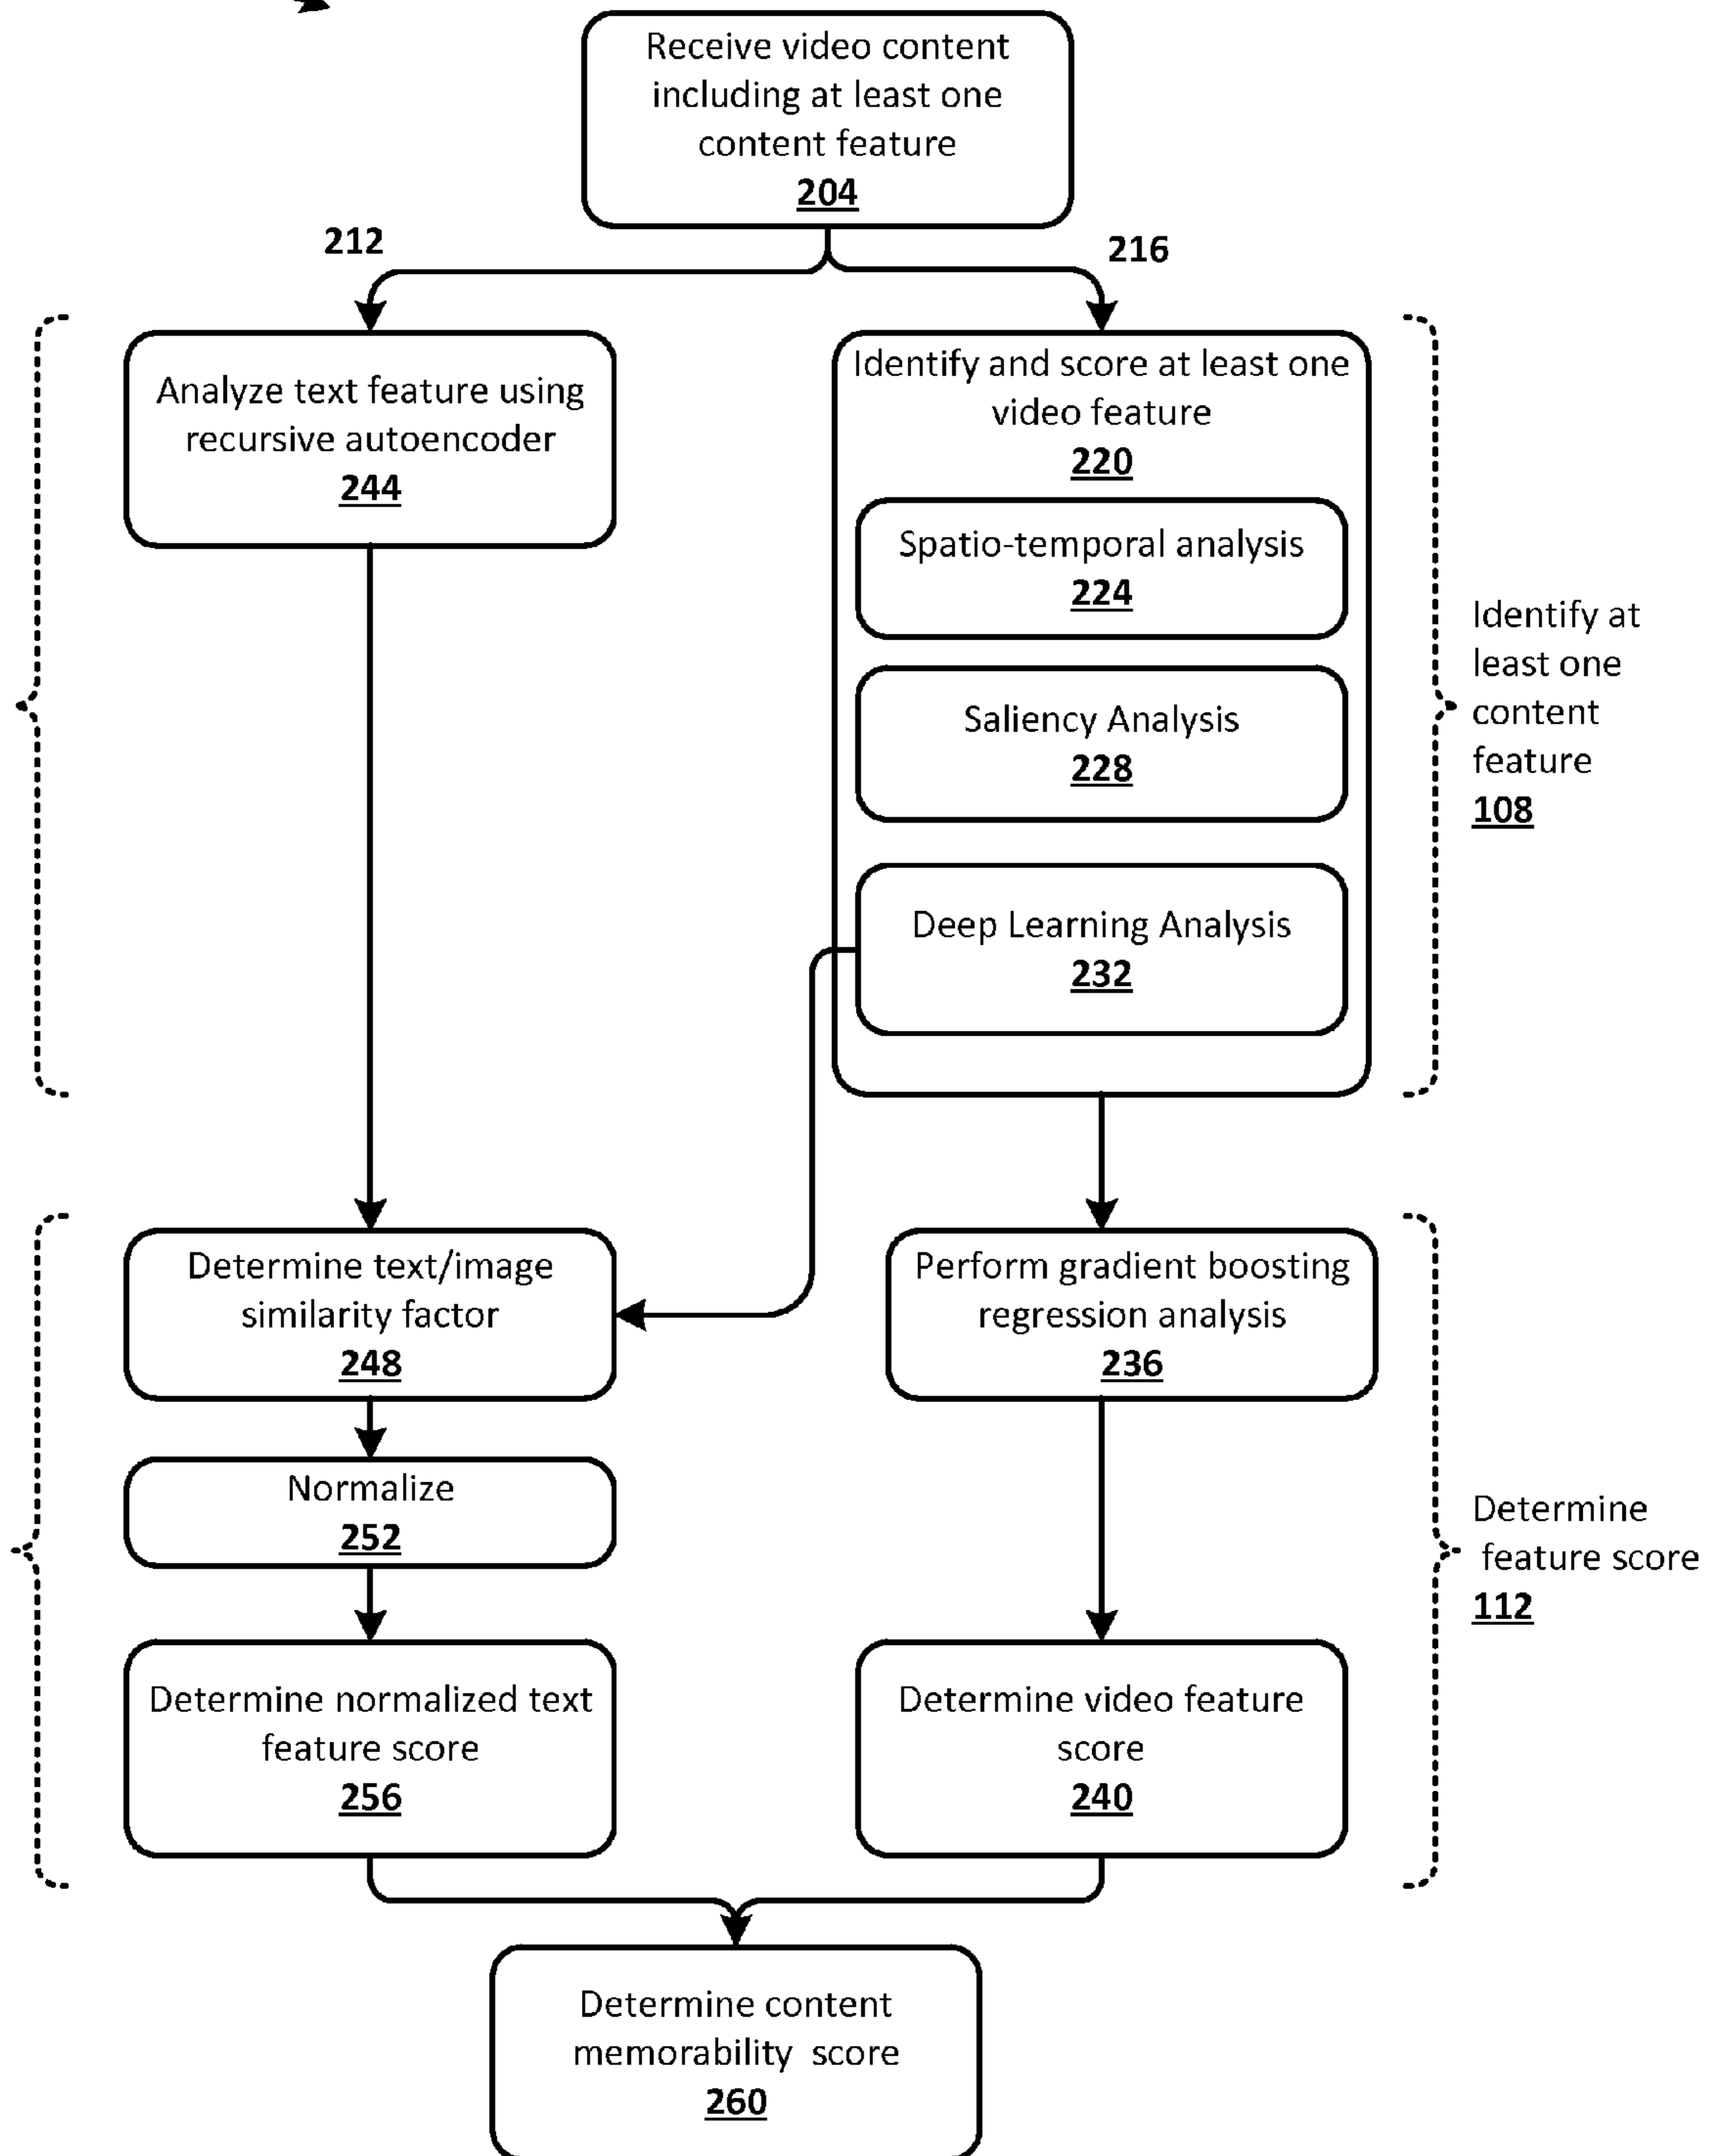 Receive video content
including at least one
content feature
204
212
216
Analyze text feature using
recursive autoencoder
244
Identify and score at least one
video feature
220
Spatio-temporal analysis
224
Saliency Analysis
228
Deep Learning Analysis
232
Identify at
least one
content
feature
108
Determine text/image
similarity factor
248
Perform gradient boosting
regression analysis
236
Normalize
252
Determine
feature score
112
Determine normalized text
feature score
256
Determine video feature
score
240
Determine content
memorability score
260